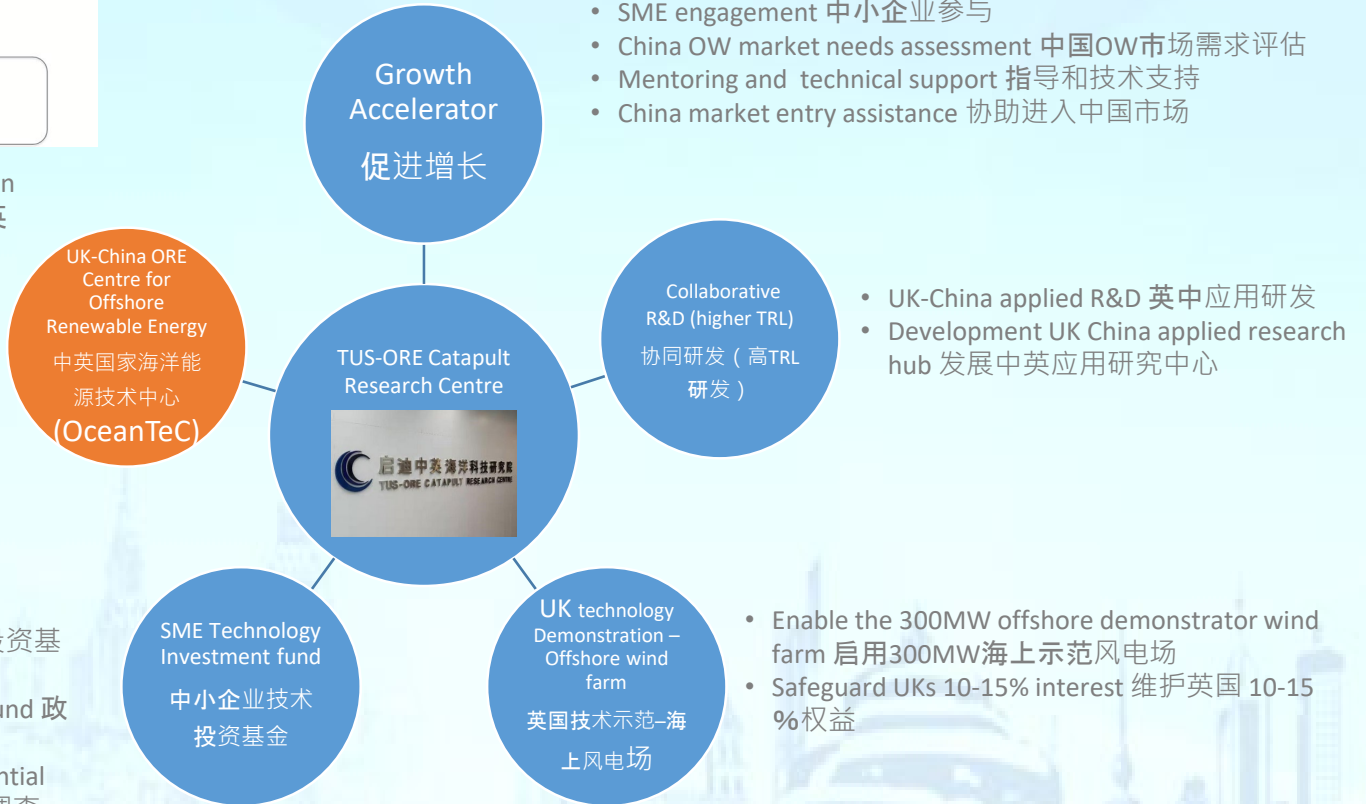 • SME engagement 中小企业参与
• China OW market needs assessment 中国OW市场需求评估
• Mentoring and technical support 指导和技术支持
• China market entry assistance 协助进入中国市场
Growth
Accelerator
促进增长
UK-China ORE
Centre for
Offshore
Renewable Energy
中英国家海洋能
源技术中心
(OceanTeC)
TUS-ORE Catapult
Research Centre
启迪中英海洋科技研究院
TUS-ORE CATAPULT RESEARCH CENTRE
Collaborative
R&D (higher TRL)
协同研发（高TRL
研发）
• UK-China applied R&D 英中应用研发
• Development UK China applied research
hub 发展中英应用研究中心
投资基
und 政
ntial
SME Technology
Investment fund
中小企业技术
投资基金
UK technology
Demonstration –
Offshore wind
farm
英国技术示范–海
上风电场
• Enable the 300MW offshore demonstrator wind
farm 启用300MW海上示范风电场
• Safeguard UKs 10-15% interest 维护英国 10-15
%权益